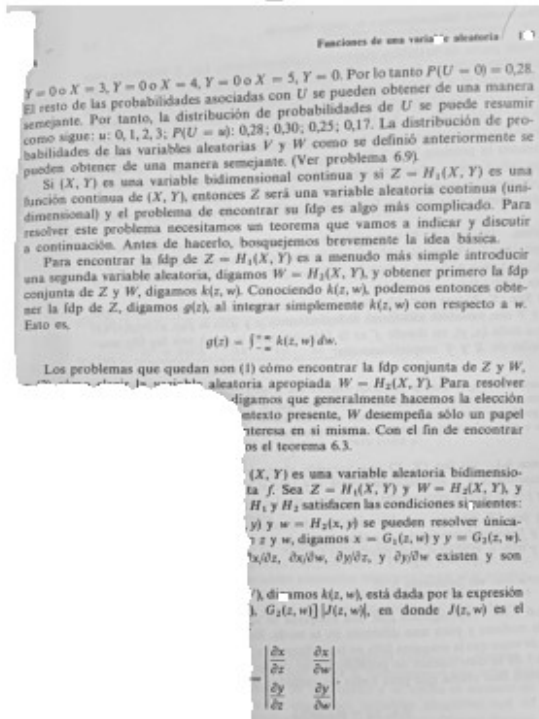 Funciones de una variable aleatoria
Y = 0 o X = 3, Y = 0 o X = 4, Y = 0 o X = 5, Y = 0. Por lo tanto P(U = 0) = 0,28.
El resto de las probabilidades asociadas con U se pueden obtener de una manera
semejante. Por tanto, la distribución de probabilidades de U se puede resumir
como sigue: u: 0, 1, 2, 3; P(U = u): 0,28; 0,30; 0,25; 0,17. La distribución de pro-
babilidades de las variables aleatorias V y W como se definió anteriormente se
pueden obtener de una manera semejante. (Ver problema 6.9).
Si (X, Y) es una variable bidimensional continua y si Z = H₁(X, Y) es una
función continua de (X, Y), entonces Z será una variable aleatoria continua (uni-
dimensional) y el problema de encontrar su fdp es algo más complicado. Para
resolver este problema necesitamos un teorema que vamos a indicar y discutir
a continuación. Antes de hacerlo, bosquejemos brevemente la idea básica.
Para encontrar la fdp de Z = H₁(X, Y) es a menudo más simple introducir
una segunda variable aleatoria, digamos W = H₂(X, Y), y obtener primero la fdp
conjunta de Z y W, digamos k(z, w). Conociendo k(z, w), podemos entonces obte-
ner la fdp de Z, digamos g(z), al integrar simplemente k(z, w) con respecto a w.
Esto es,
g(z) = ∫₋∞⁺∞ k(z, w) dw.
Los problemas que quedan son (1) cómo encontrar la fdp conjunta de Z y W,
aleatoria apropiada W = H₂(X, Y). Para resolver
digamos que generalmente hacemos la elección
presente, W desempeña sólo un papel
en si misma. Con el fin de encontrar
el teorema 6.3.
(X, Y) es una variable aleatoria bidimensio-
f. Sea Z = H₁(X, Y) y W = H₂(X, Y), y
H₁ y H₂ satisfacen las condiciones siguientes:
y) y w = H₂(x, y) se pueden resolver única-
z y w, digamos x = G₁(z, w) y y = G₂(z, w).
∂x/∂z, ∂x/∂w, ∂y/∂z, y ∂y/∂w existen y son
digamos k(z, w), está dada por la expresión
G₂(z, w)] |J(z, w)|, en donde J(z, w) es el
= | ∂x/∂z ∂x/∂w |
| ∂y/∂z ∂y/∂w | .